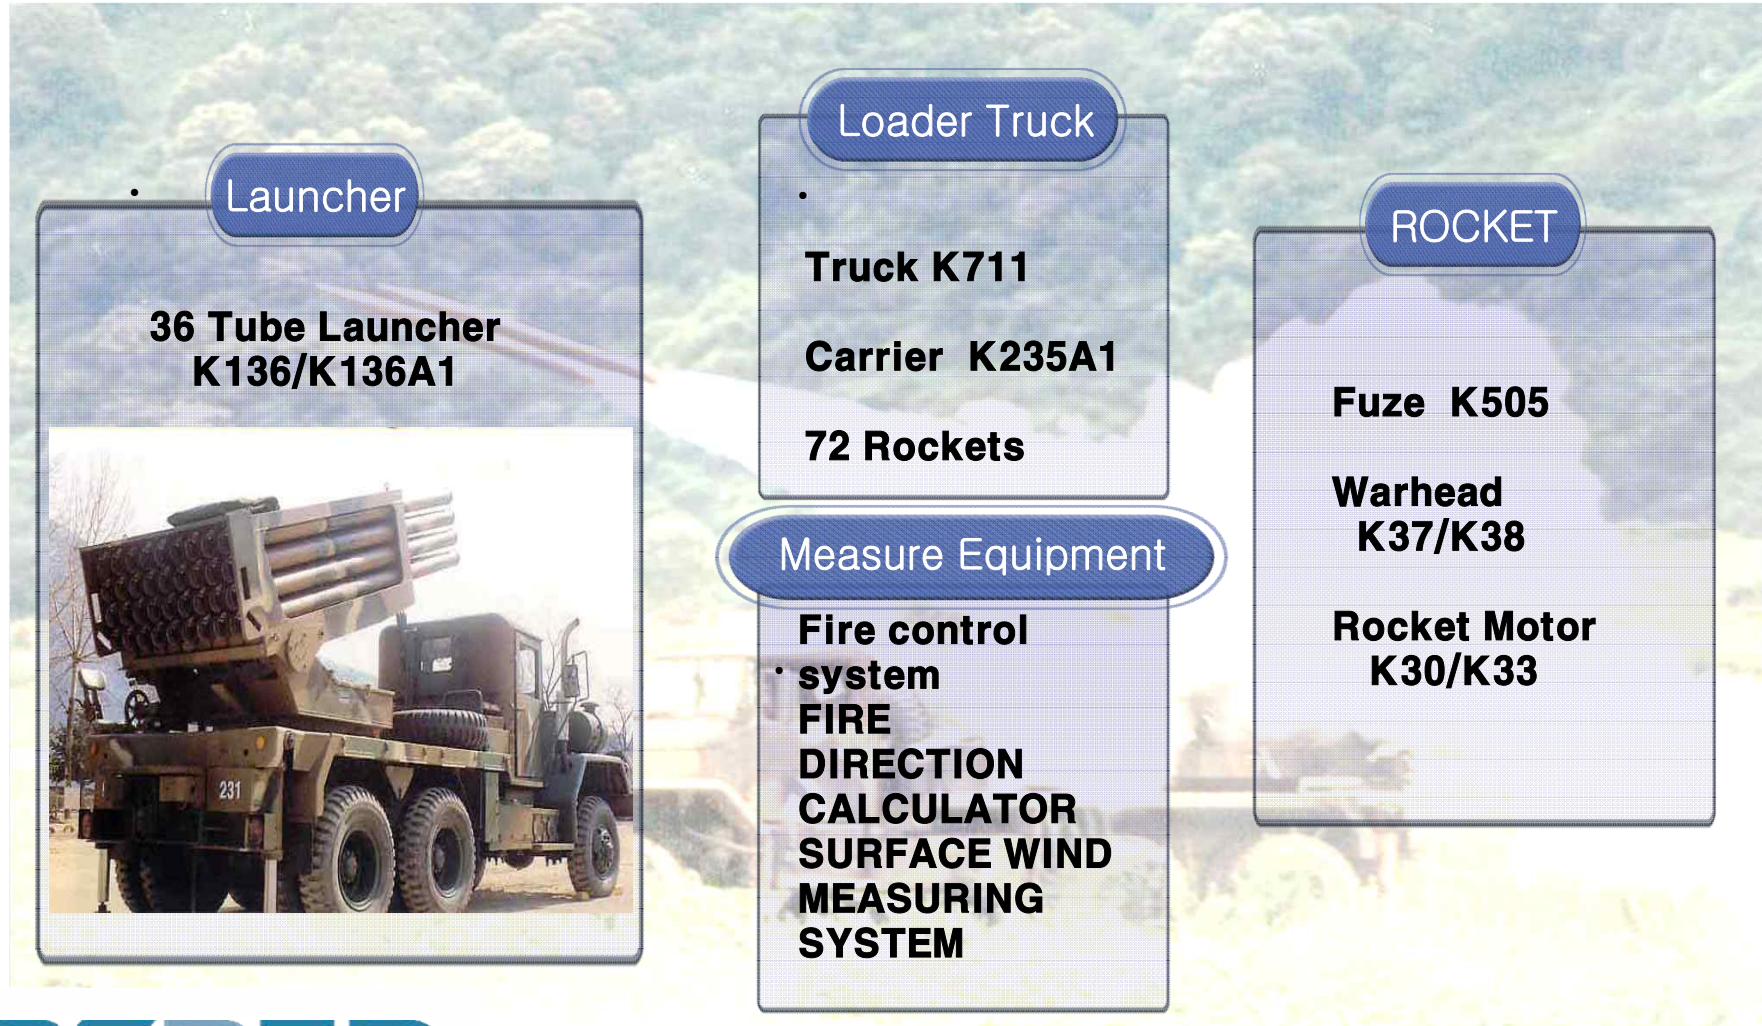 Launcher
36 Tube Launcher
K136/K136A1
231
Loader Truck
Truck K711
Carrier K235A1
72 Rockets
Measure Equipment
Fire control
system
FIRE
DIRECTION
CALCULATOR
SURFACE WIND
MEASURING
SYSTEM
ROCKET
Fuze K505
Warhead
K37/K38
Rocket Motor
K30/K33